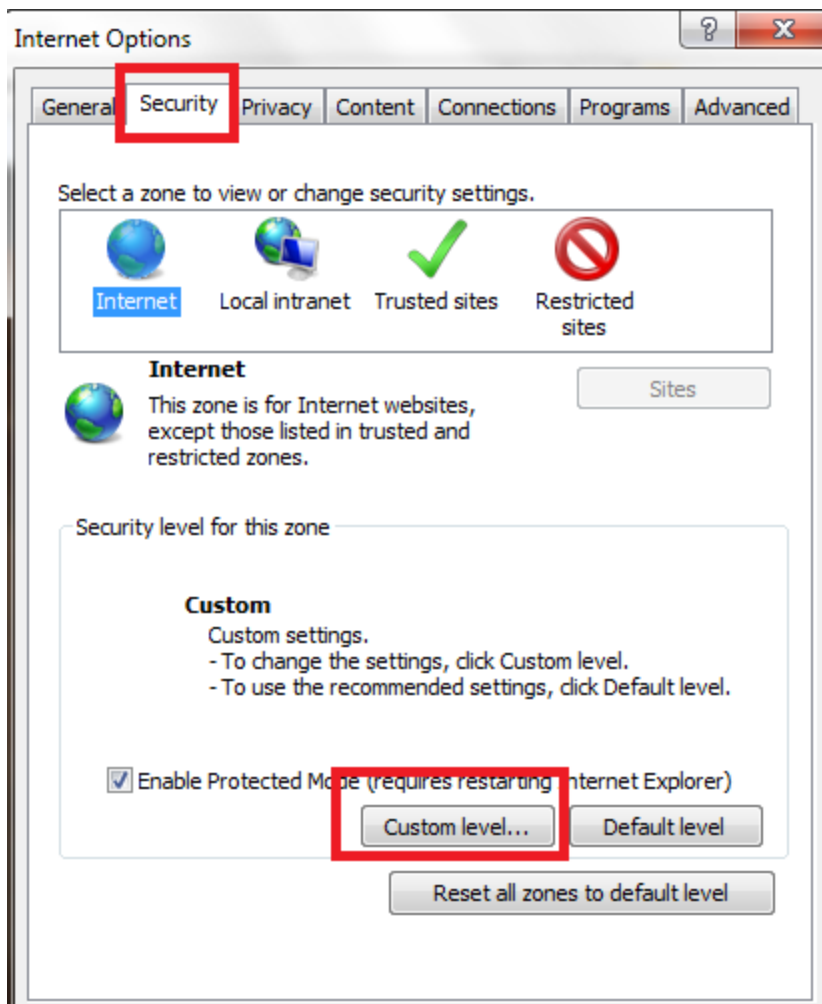 Internet Options
General
Security
Privacy
Content
Connections
Programs
Advanced
Select a zone to view or change security settings.
Internet
Local intranet
Trusted sites
Restricted
sites
Internet
This zone is for Internet websites,
except those listed in trusted and
restricted zones.
Sites
Security level for this zone
Custom
Custom settings.
- To change the settings, click Custom level.
- To use the recommended settings, click Default level.
Enable Protected Mode (requires restarting Internet Explorer)
Custom level...
Default level
Reset all zones to default level